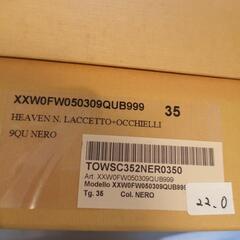 XXW0FW050309QUB999 35
HEAVEN N. LACCETTO+OCCHIELLI
9QU NERO
TOWSC352NER0350
Art. XXW0FW050309QUB999
Modello XXW0FW050309QUB999
Tg. 35 Col. NERO
22.0